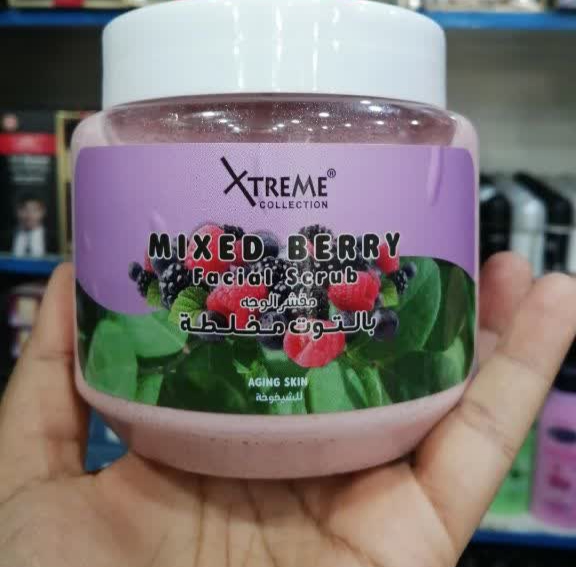 XTREME®
COLLECTION
MIXED BERRY
Facial Scrub
مقشر الوجه
بالتوت مخلطة
AGING SKIN
للشيخوخة